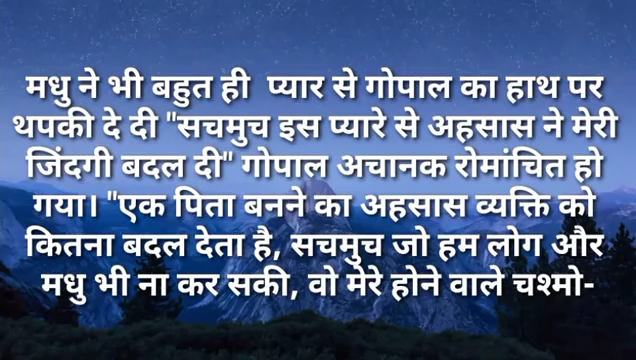 मधु ने भी बहुत ही प्यार से गोपाल का हाथ पर
थपकी दे दी "सचमुच इस प्यारे से अहसास ने मेरी
जिंदगी बदल दी" गोपाल अचानक रोमांचित हो
गया। "एक पिता बनने का अहसास व्यक्ति को
कितना बदल देता है, सचमुच जो हम लोग और
मधु भी ना कर सकी, वो मेरे होने वाले चश्मो-